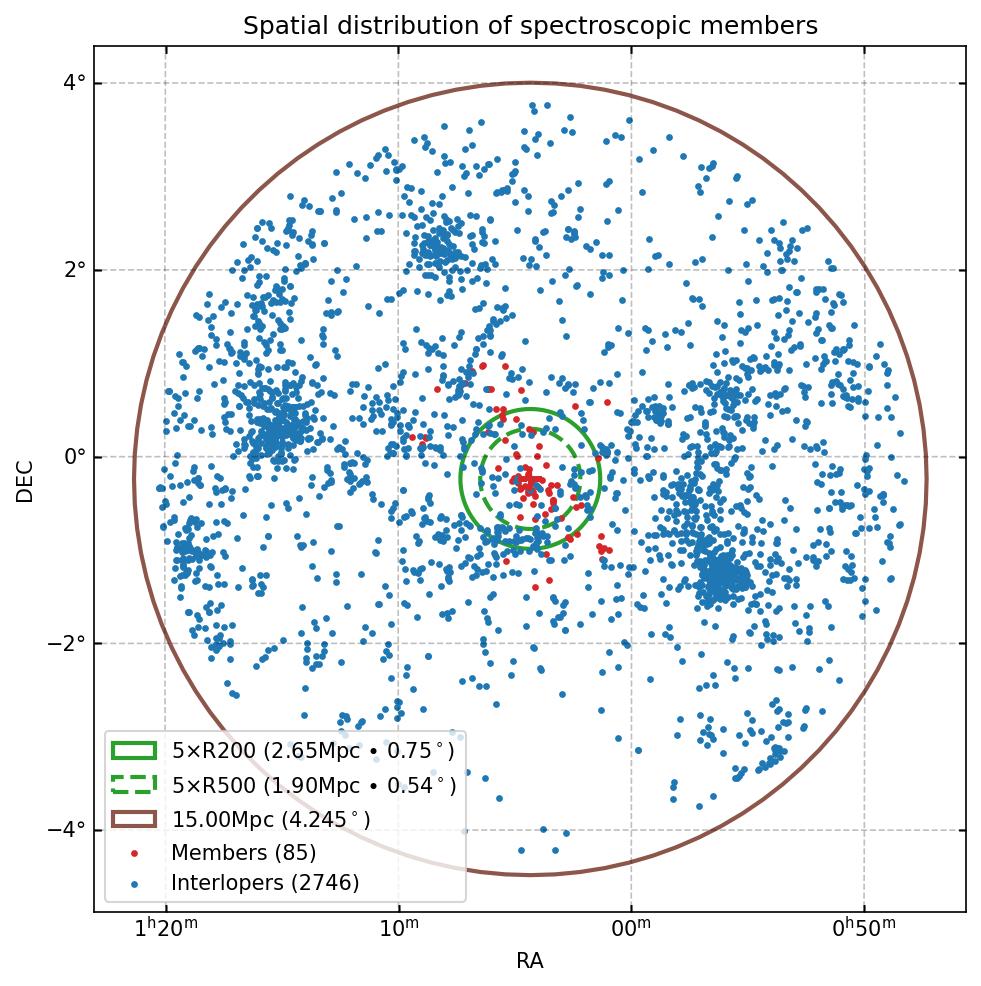 Spatial distribution of spectroscopic members
4°
2°
0°
−2°
−4°
DEC
5×R200 (2.65Mpc • 0.75°)
5×R500 (1.90Mpc • 0.54°)
15.00Mpc (4.245°)
Members (85)
Interlopers (2746)
1ʰ20ᵐ
10ᵐ
00ᵐ
0ʰ50ᵐ
RA